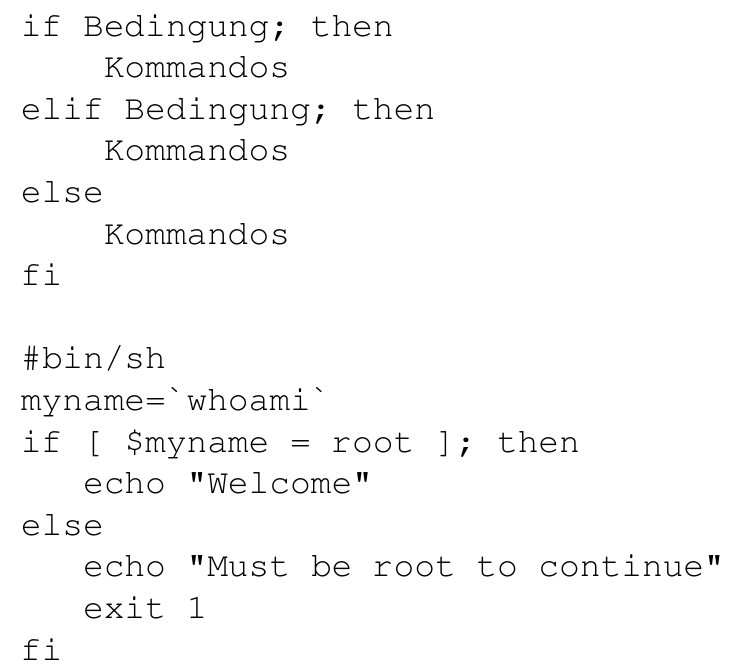 if Bedingung; then
    Kommandos
elif Bedingung; then
    Kommandos
else
    Kommandos
fi

#bin/sh
myname=`whoami`
if [ $myname = root ]; then
   echo "Welcome"
else
   echo "Must be root to continue"
   exit 1
fi